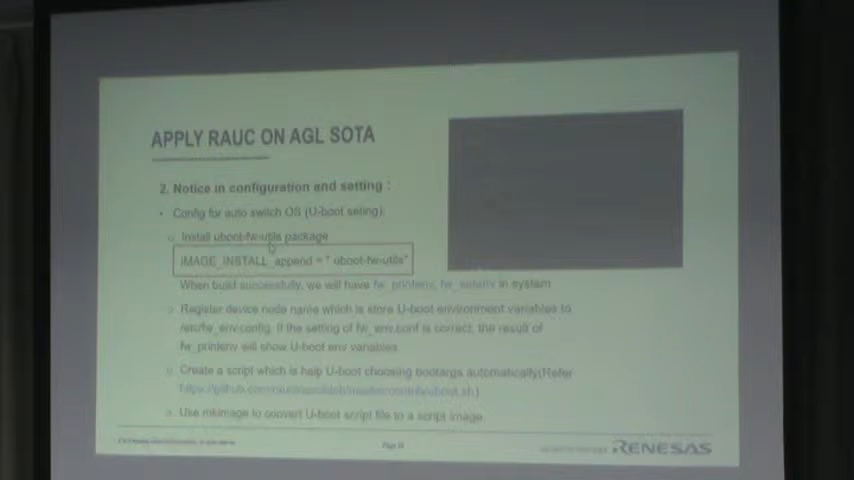 APPLY RAUC ON AGL SOTA
2. Notice in configuration and setting :
• Config for auto switch OS (U-boot seting):
o Install uboot-fw-utils package
IMAGE_INSTALL_append = " uboot-fw-utils"
When build successfully, we will have fw_printenv, fw_setenv in system
o Register device node name which is store U-boot environment variables to
/etc/fw_env.config. If the setting of fw_env.conf is correct, the result of
fw_printenv will show U-boot env variables.
o Create a script which is help U-boot choosing bootargs automatically(Refer
o Use mkimage to convert U-boot script file to a script image.
Page
RENESAS